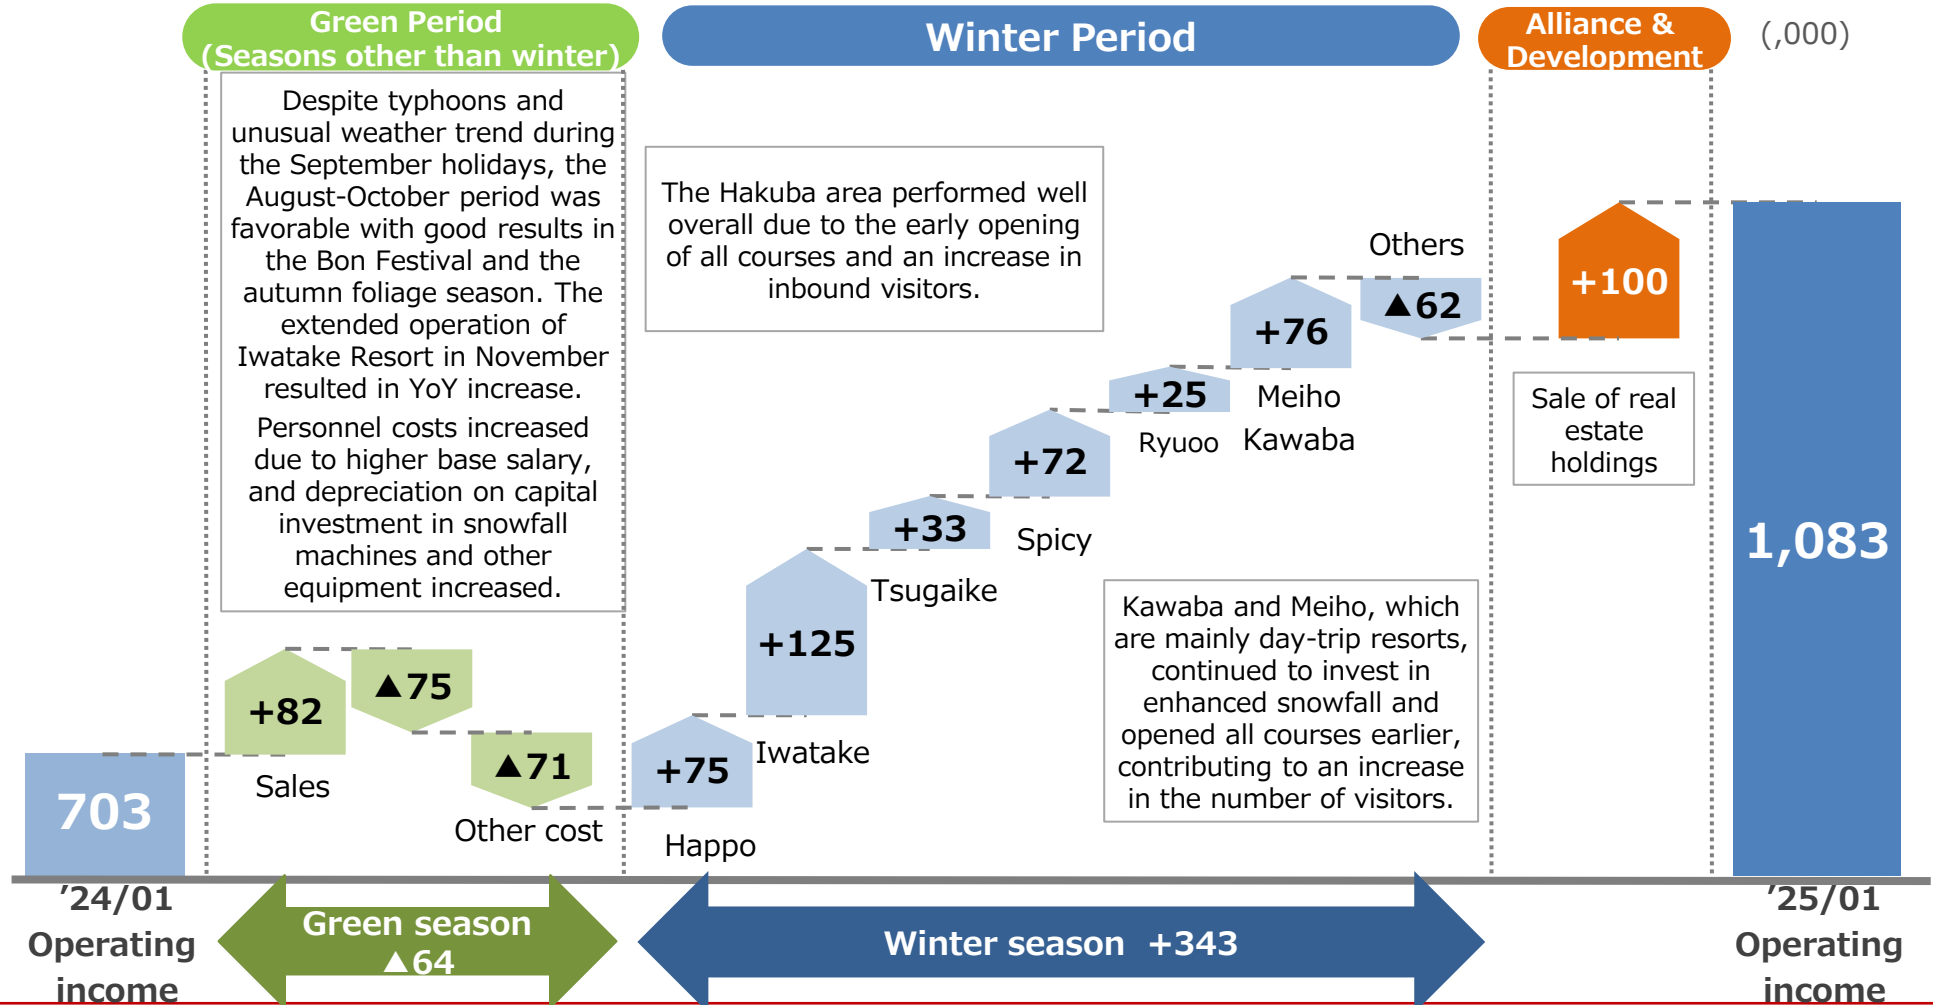 Green Period
(Seasons other than winter)
Winter Period
Alliance &
Development
(,000)
Despite typhoons and
unusual weather trend during
the September holidays, the
August-October period was
favorable with good results in
the Bon Festival and the
autumn foliage season. The
extended operation of
Iwatake Resort in November
resulted in YoY increase.
Personnel costs increased
due to higher base salary,
and depreciation on capital
investment in snowfall
machines and other
equipment increased.
The Hakuba area performed well
overall due to the early opening
of all courses and an increase in
inbound visitors.
703
+82
Sales
▲75
▲71
Other cost
+75
Happo
+125
Iwatake
+33
Tsugaike
+72
Spicy
+25
Ryuoo
+76
Meiho
Kawaba
Others
▲62
Kawaba and Meiho, which
are mainly day-trip resorts,
continued to invest in
enhanced snowfall and
opened all courses earlier,
contributing to an increase
in the number of visitors.
+100
Sale of real
estate
holdings
1,083
’24/01
Operating
income
Green season
▲64
Winter season +343
’25/01
Operating
income